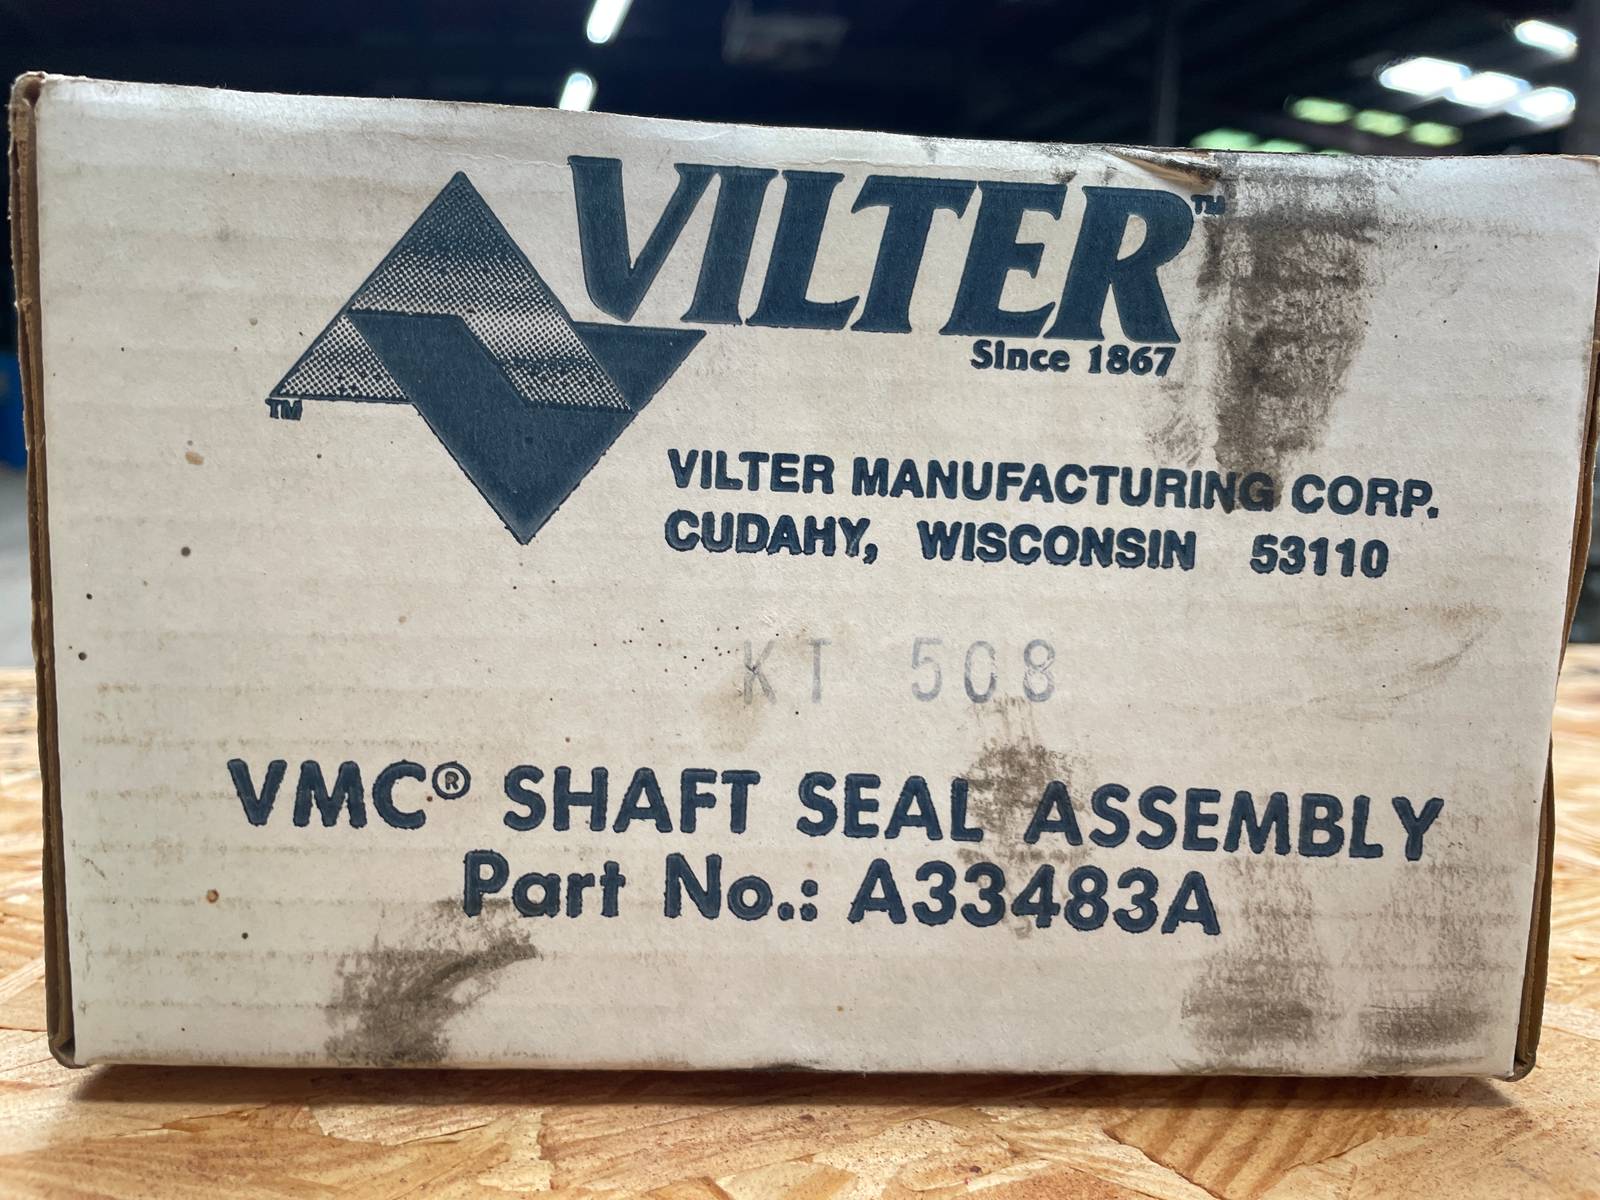 VILTER™
Since 1867
TM
VILTER MANUFACTURING CORP.
CUDAHY, WISCONSIN 53110
KT 508
VMC® SHAFT SEAL ASSEMBLY
Part No.: A33483A